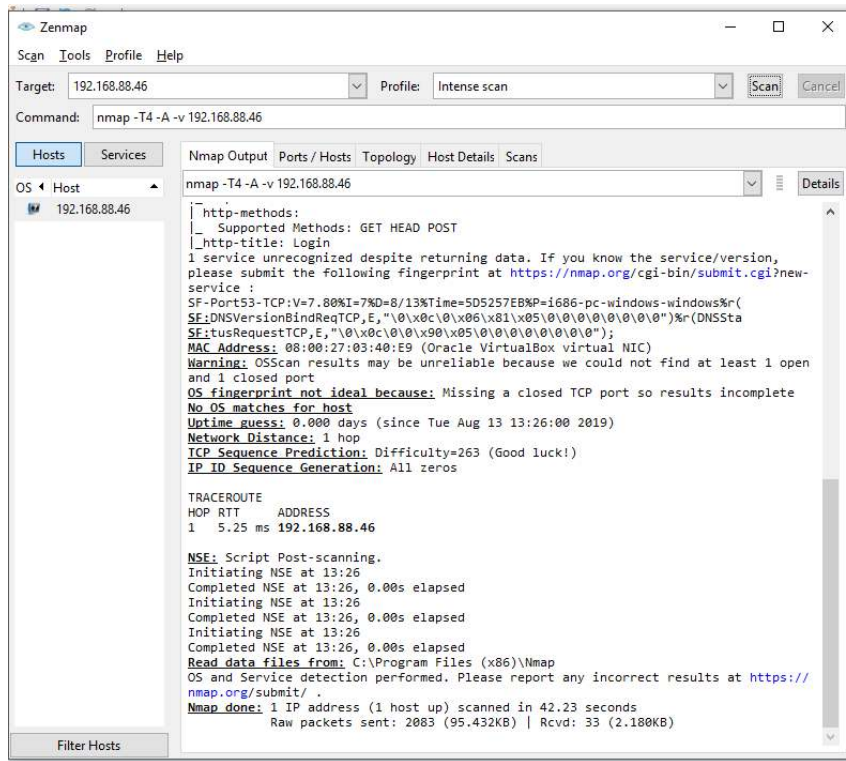 Zenmap
Scan Tools Profile Help
Target: 192.168.88.46 Profile: Intense scan Scan Cancel
Command: nmap -T4 -A -v 192.168.88.46
Hosts Services Nmap Output Ports / Hosts Topology Host Details Scans
OS Host nmap -T4 -A -v 192.168.88.46 Details
192.168.88.46
| http-methods:
|_  Supported Methods: GET HEAD POST
|_http-title: Login
1 service unrecognized despite returning data. If you know the service/version,
please submit the following fingerprint at https://nmap.org/cgi-bin/submit.cgi?new-
service :
SF-Port53-TCP:V=7.80%I=7%D=8/13%Time=5D5257EB%P=i686-pc-windows-windows%r(
SF:DNSVersionBindReqTCP,E,"\0\x0c\0\x06\x81\x05\0\0\0\0\0\0\0\0")%r(DNSSta
SF:tusRequestTCP,E,"\0\x0c\0\0\x90\x05\0\0\0\0\0\0\0\0");
MAC Address: 08:00:27:03:40:E9 (Oracle VirtualBox virtual NIC)
Warning: OSScan results may be unreliable because we could not find at least 1 open
and 1 closed port
OS fingerprint not ideal because: Missing a closed TCP port so results incomplete
No OS matches for host
Uptime guess: 0.000 days (since Tue Aug 13 13:26:00 2019)
Network Distance: 1 hop
TCP Sequence Prediction: Difficulty=263 (Good luck!)
IP ID Sequence Generation: All zeros
TRACEROUTE
HOP RTT     ADDRESS
1   5.25 ms 192.168.88.46
NSE: Script Post-scanning.
Initiating NSE at 13:26
Completed NSE at 13:26, 0.00s elapsed
Initiating NSE at 13:26
Completed NSE at 13:26, 0.00s elapsed
Initiating NSE at 13:26
Completed NSE at 13:26, 0.00s elapsed
Read data files from: C:\Program Files (x86)\Nmap
OS and Service detection performed. Please report any incorrect results at https://
nmap.org/submit/ .
Nmap done: 1 IP address (1 host up) scanned in 42.23 seconds
Raw packets sent: 2083 (95.432KB) | Rcvd: 33 (2.180KB)
Filter Hosts